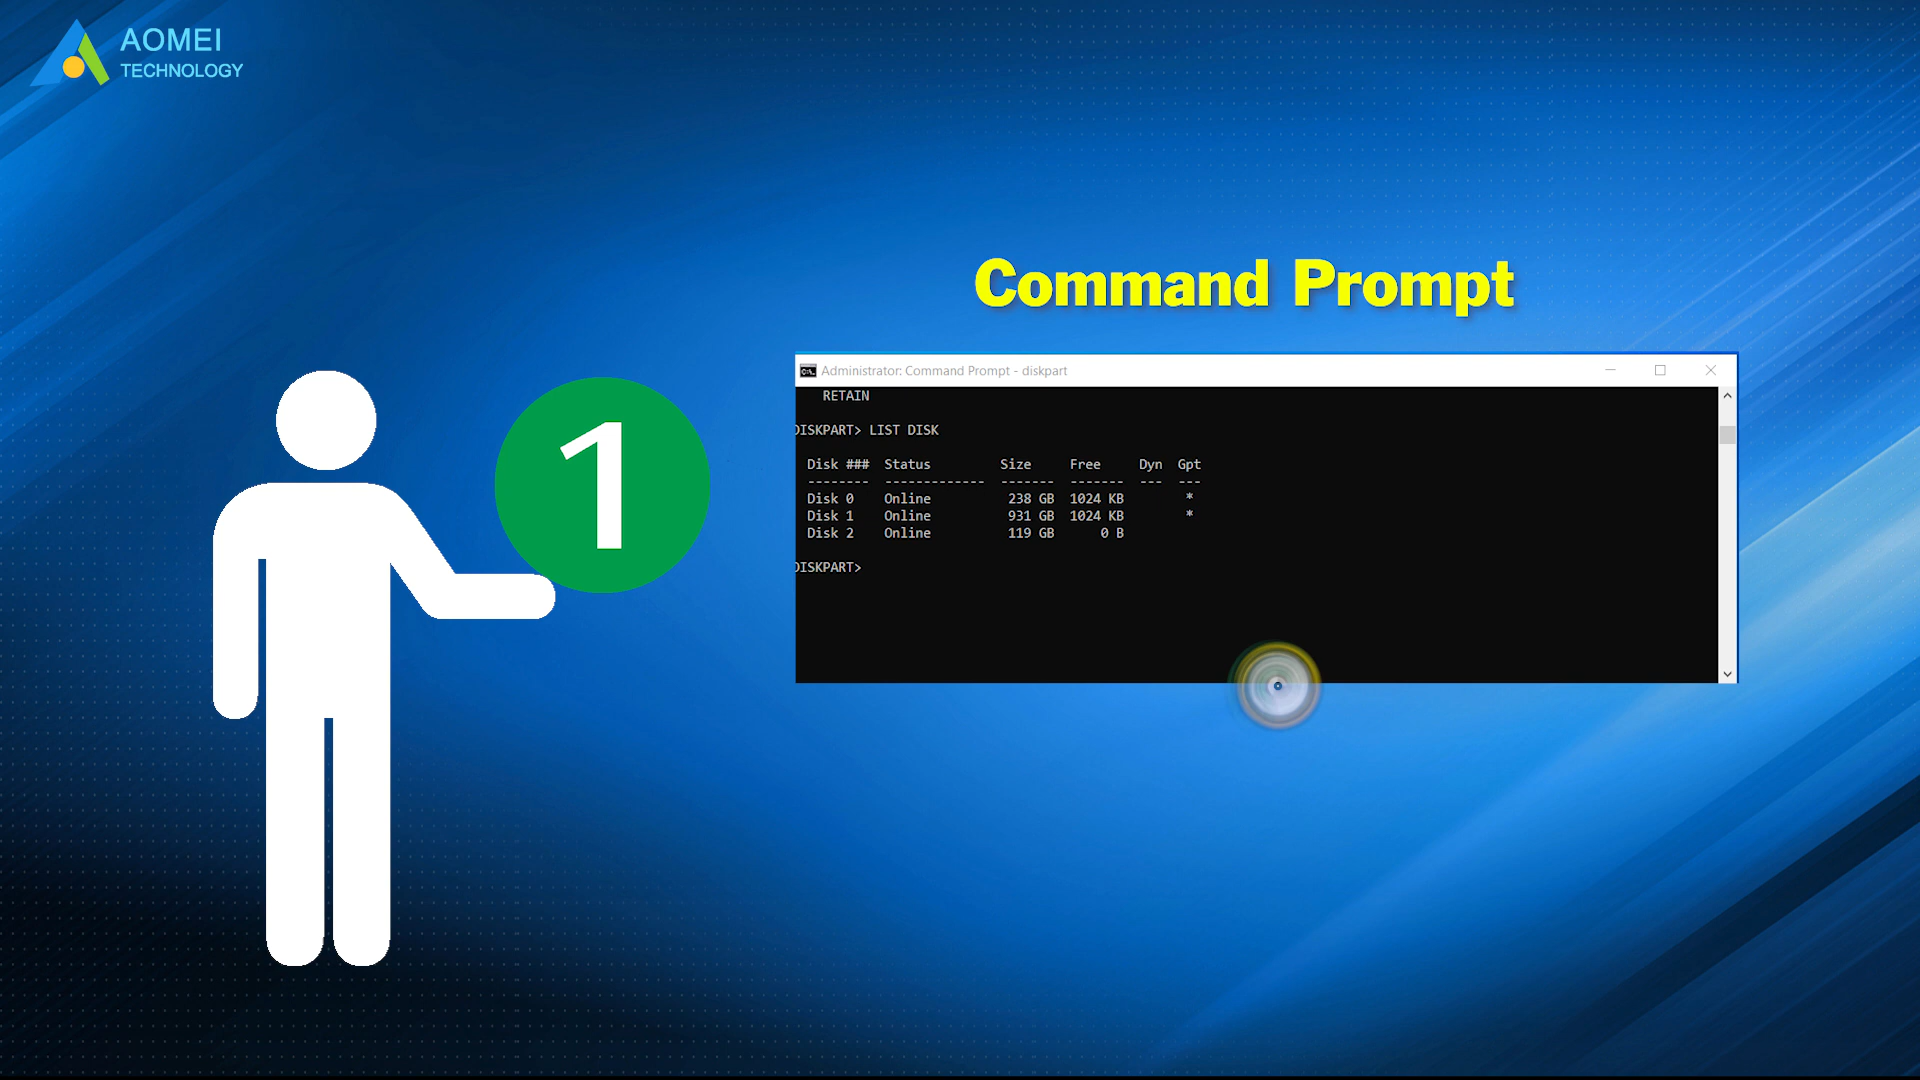 AOMEI
TECHNOLOGY
1
Command Prompt
Administrator: Command Prompt - diskpart
RETAIN
DISKPART> LIST DISK
Disk ###  Status         Size     Free     Dyn  Gpt
--------  -------------  -------  -------  ---  ---
Disk 0    Online          238 GB  1024 KB        *
Disk 1    Online          931 GB  1024 KB        *
Disk 2    Online          119 GB      0 B
DISKPART>